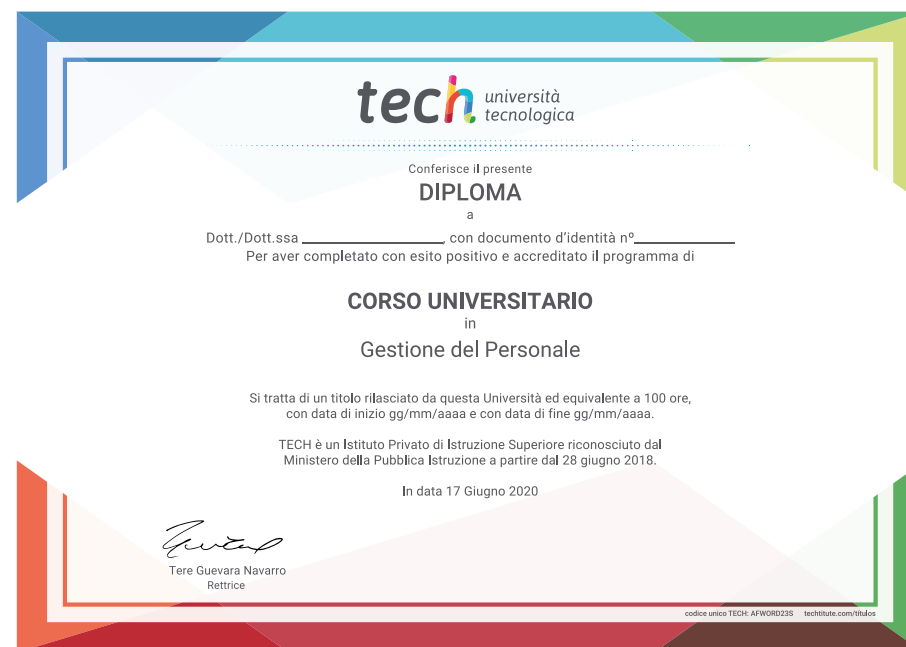 tech università
tecnologica
Conferisce il presente
DIPLOMA
a
Dott./Dott.ssa ________________, con documento d'identità nº____________
Per aver completato con esito positivo e accreditato il programma di
CORSO UNIVERSITARIO
in
Gestione del Personale
Si tratta di un titolo rilasciato da questa Università ed equivalente a 100 ore,
con data di inizio gg/mm/aaaa e con data di fine gg/mm/aaaa.
TECH è un Istituto Privato di Istruzione Superiore riconosciuto dal
Ministero della Pubblica Istruzione a partire dal 28 giugno 2018.
In data 17 Giugno 2020
Tere Guevara Navarro
Rettrice
codice unico TECH: AFWORD23S techtitute.com/títulos